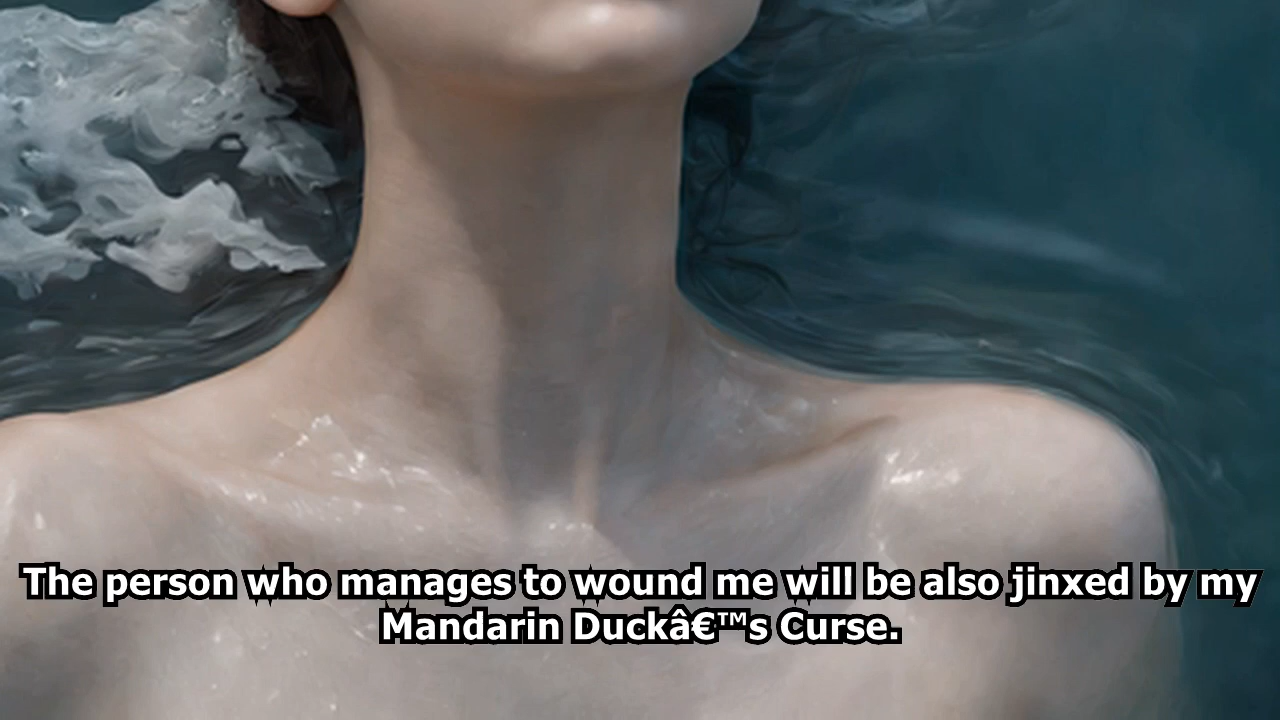 The person who manages to wound me will be also jinxed by my
Mandarin Duckâ€™s Curse.